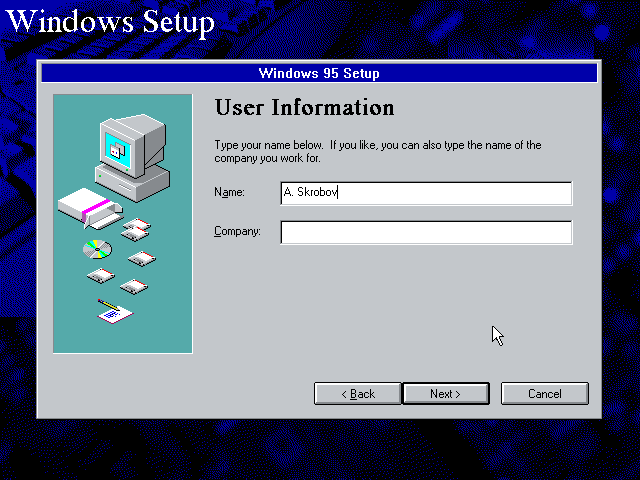 Windows Setup
Windows 95 Setup
User Information
Type your name below.  If you like, you can also type the name of the
company you work for.
Name:
A. Skrobov
Company:
< Back
Next >
Cancel